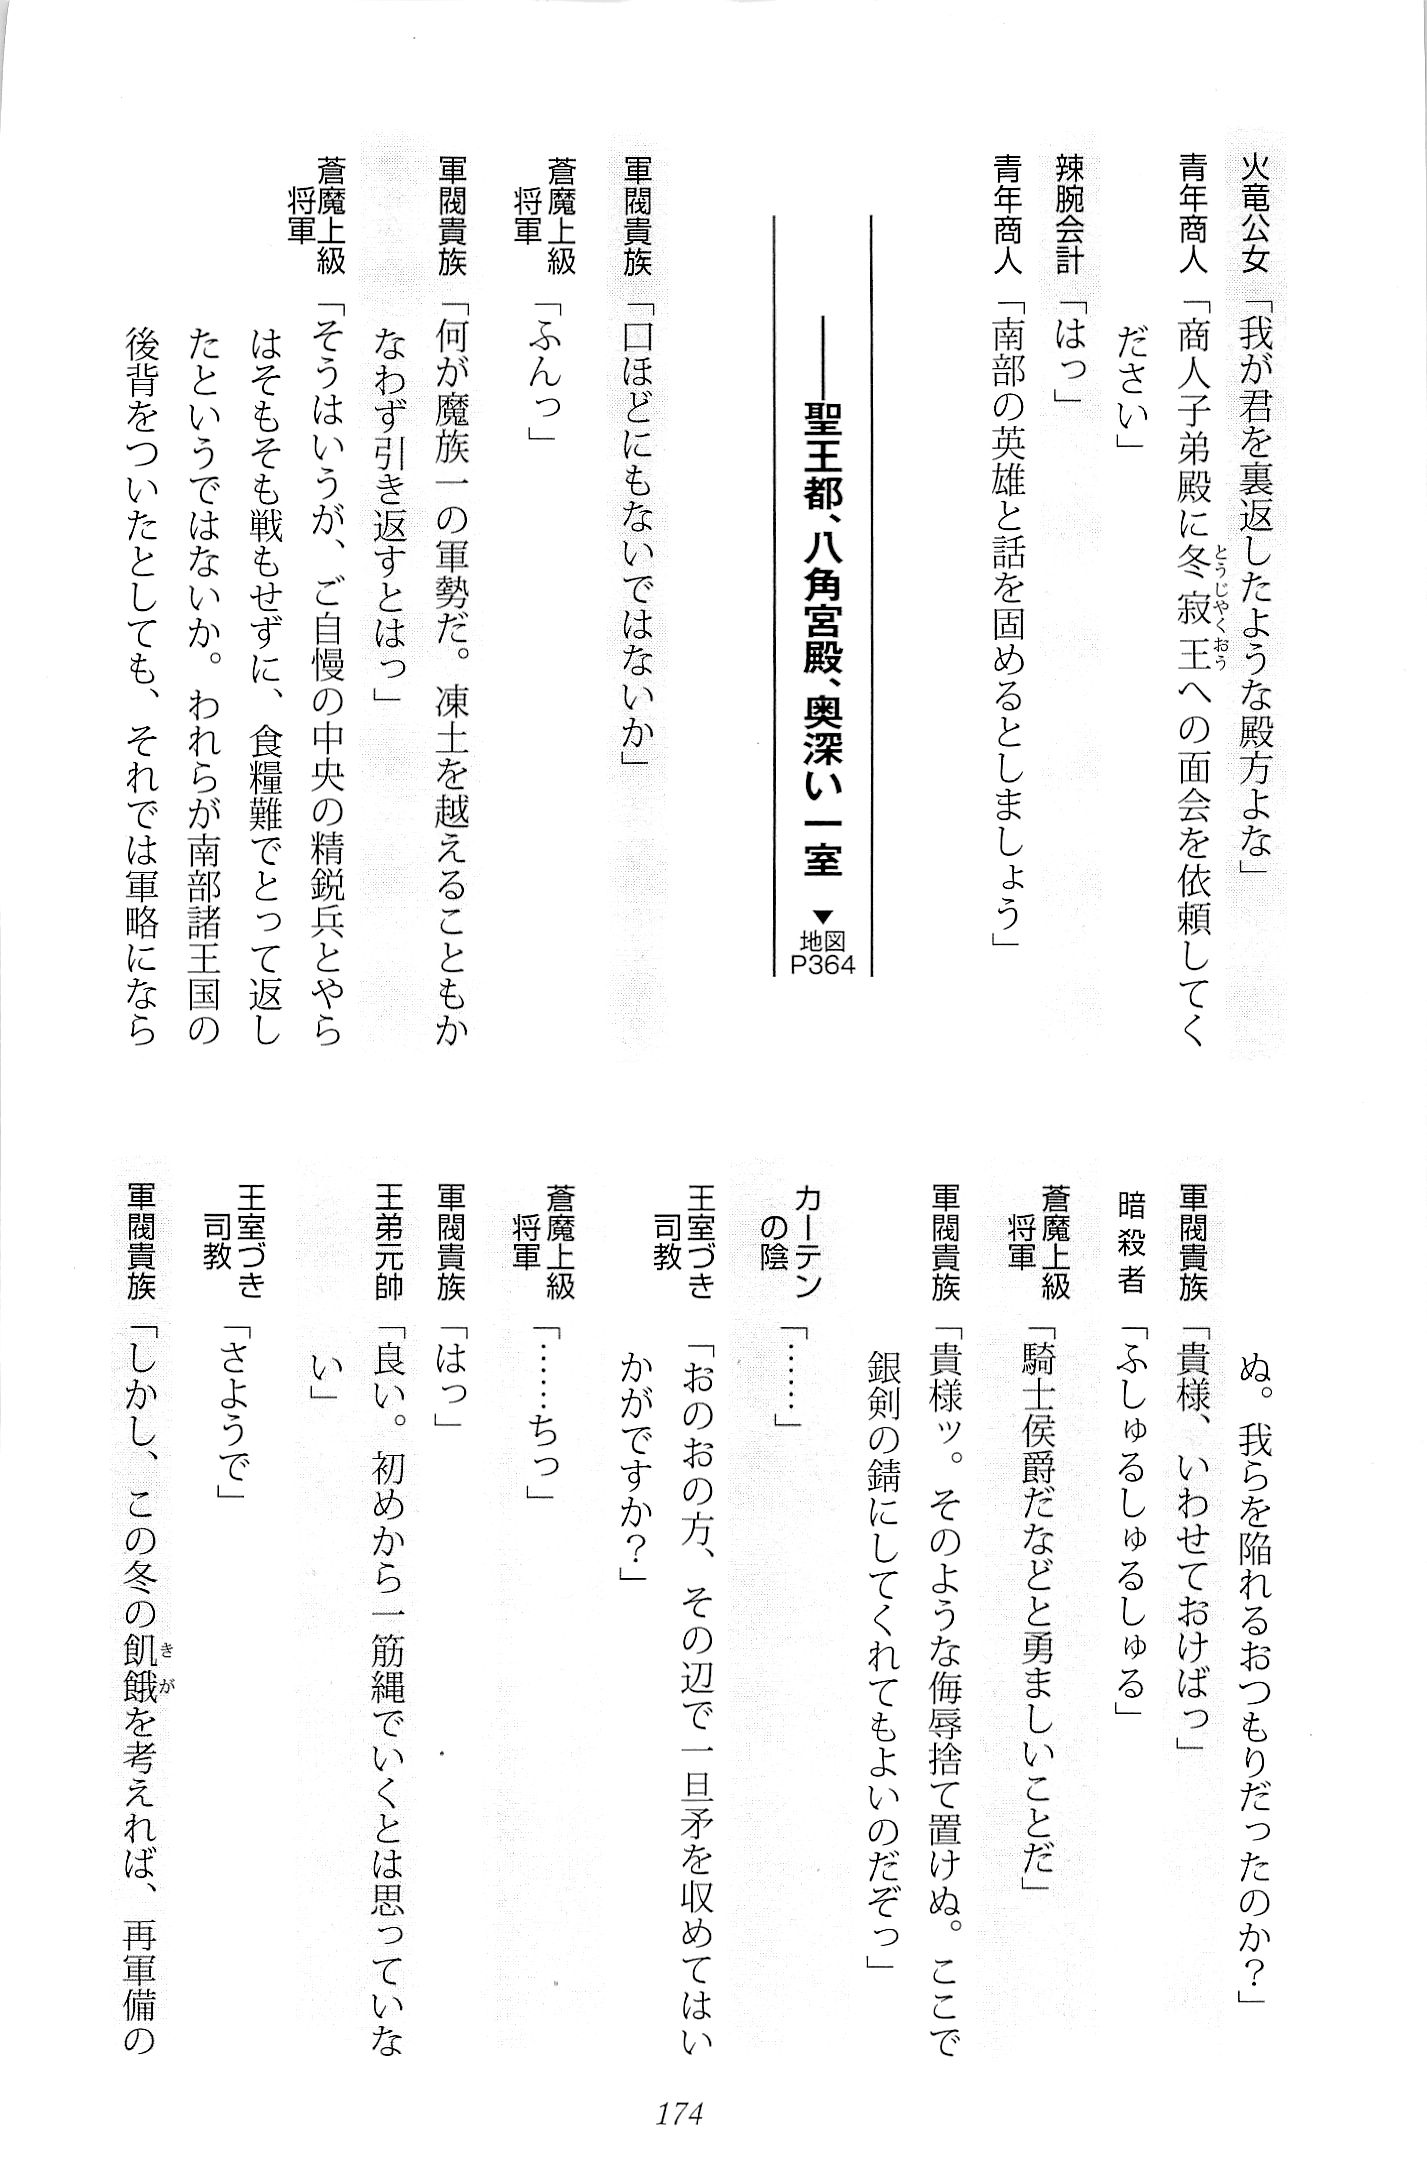 火竜公女「我が君を裏返したような殿方よな」
青年商人「商人子弟殿に冬寂王への面会を依頼してく
とうじゃくおう
ださい」
辣腕会計「はっ」
青年商人「南部の英雄と話を固めるとしましょう」
――聖王都、八角宮殿、奥深い一室 ▼地図P364
軍閥貴族「口ほどにもないではないか」
蒼魔上級将軍「ふんっ」
軍閥貴族「何が魔族一の軍勢だ。凍土を越えることもか
なわず引き返すとはっ」
蒼魔上級将軍「そうはいうが、ご自慢の中央の精鋭兵とやら
はそもそも戦もせずに、食糧難でとって返し
たというではないか。われらが南部諸王国の
後背をついたとしても、それでは軍略になら
ぬ。我らを陥れるおつもりだったのか？」
軍閥貴族「貴様、いわせておけばっ」
暗殺者「ふしゅるしゅるしゅる」
蒼魔上級将軍「騎士侯爵だなどと勇ましいことだ」
軍閥貴族「貴様ッ。そのような侮辱捨て置けぬ。ここで
銀剣の錆にしてくれてもよいのだぞっ」
カーテンの陰「……」
王室づき司教「おのおの方、その辺で一旦矛を収めてはい
かがですか？」
蒼魔上級将軍「……ちっ」
軍閥貴族「はっ」
王弟元帥「良い。初めから一筋縄でいくとは思っていな
い」
王室づき司教「さようで」
軍閥貴族「しかし、この冬の飢餓を考えれば、再軍備の
きが
174